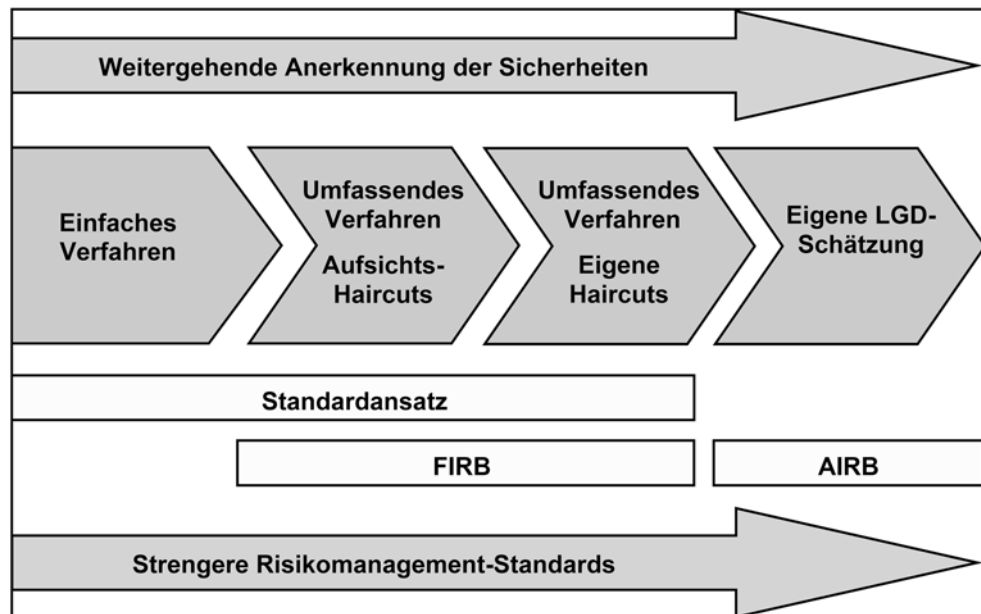 Weitergehende Anerkennung der Sicherheiten
Einfaches
Verfahren
Umfassendes
Verfahren
Aufsichts-
Haircuts
Umfassendes
Verfahren
Eigene
Haircuts
Eigene LGD-
Schätzung
Standardansatz
FIRB
AIRB
Strengere Risikomanagement-Standards